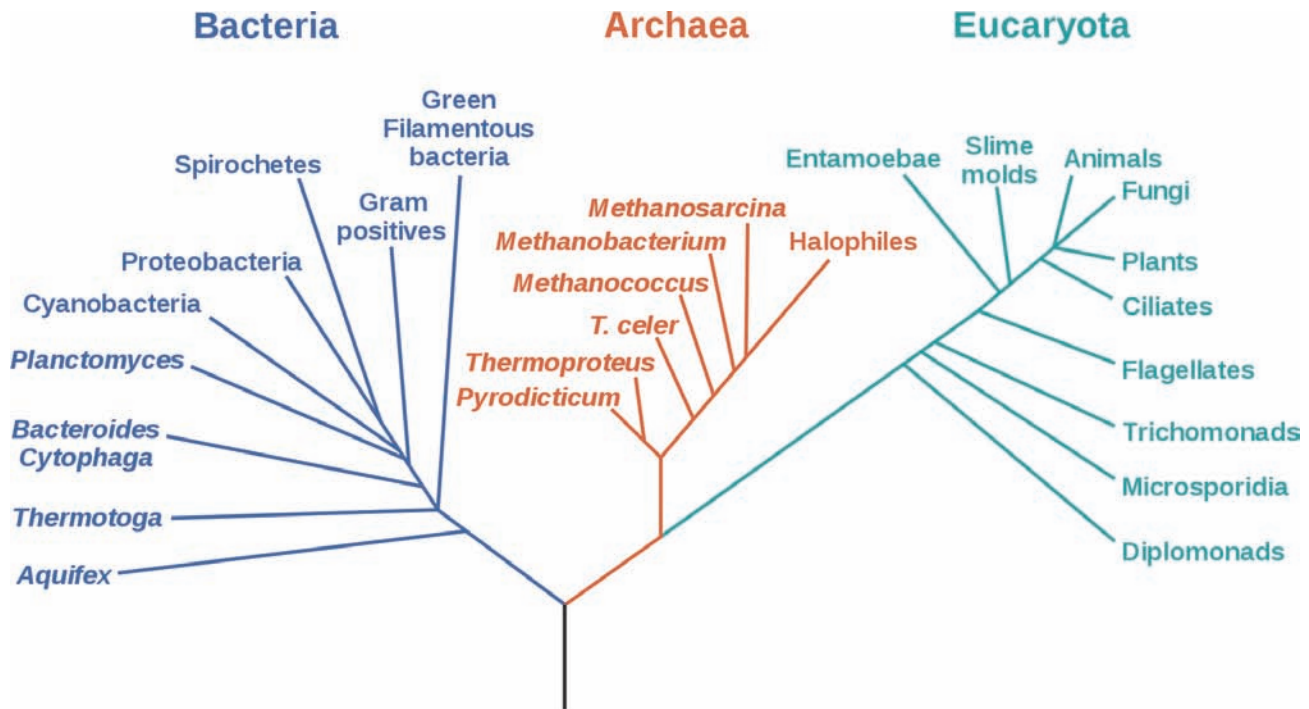 Bacteria
Archaea
Eucaryota
Green
Filamentous
bacteria
Spirochetes
Gram
positives
Proteobacteria
Cyanobacteria
Planctomyces
Bacteroides
Cytophaga
Thermotoga
Aquifex
Methanosarcina
Methanobacterium
Halophiles
Methanococcus
T. celer
Thermoproteus
Pyrodicticum
Entamoebae
Slime
molds
Animals
Fungi
Plants
Ciliates
Flagellates
Trichomonads
Microsporidia
Diplomonads